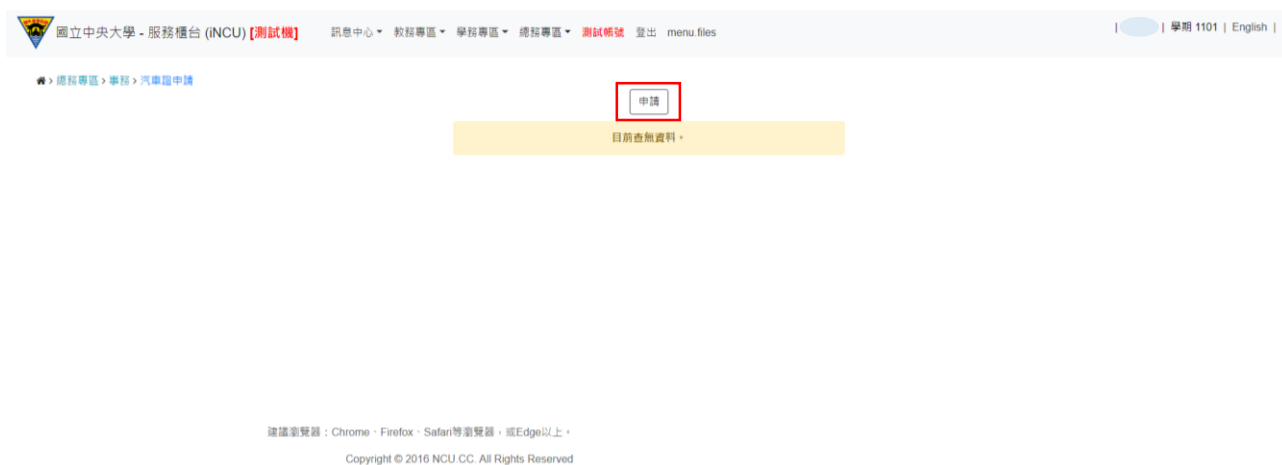 國立中央大學 - 服務櫃台 (iNCU) [測試機] 訊息中心 教務專區 學務專區 總務專區 測試帳號 登出 menu.files | | 學期 1101 | English |
> 總務專區 > 事務 > 汽車證申請
申請
目前查無資料。
建議瀏覽器：Chrome、Firefox、Safari等瀏覽器，或Edge以上。
Copyright © 2016 NCU.CC. All Rights Reserved